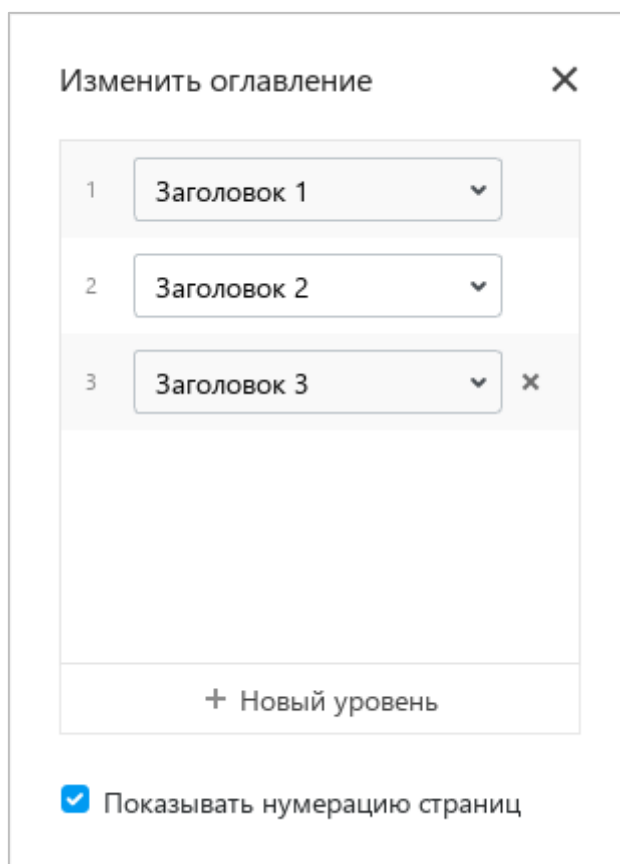 Изменить оглавление
1 Заголовок 1
2 Заголовок 2
3 Заголовок 3
+ Новый уровень
Показывать нумерацию страниц